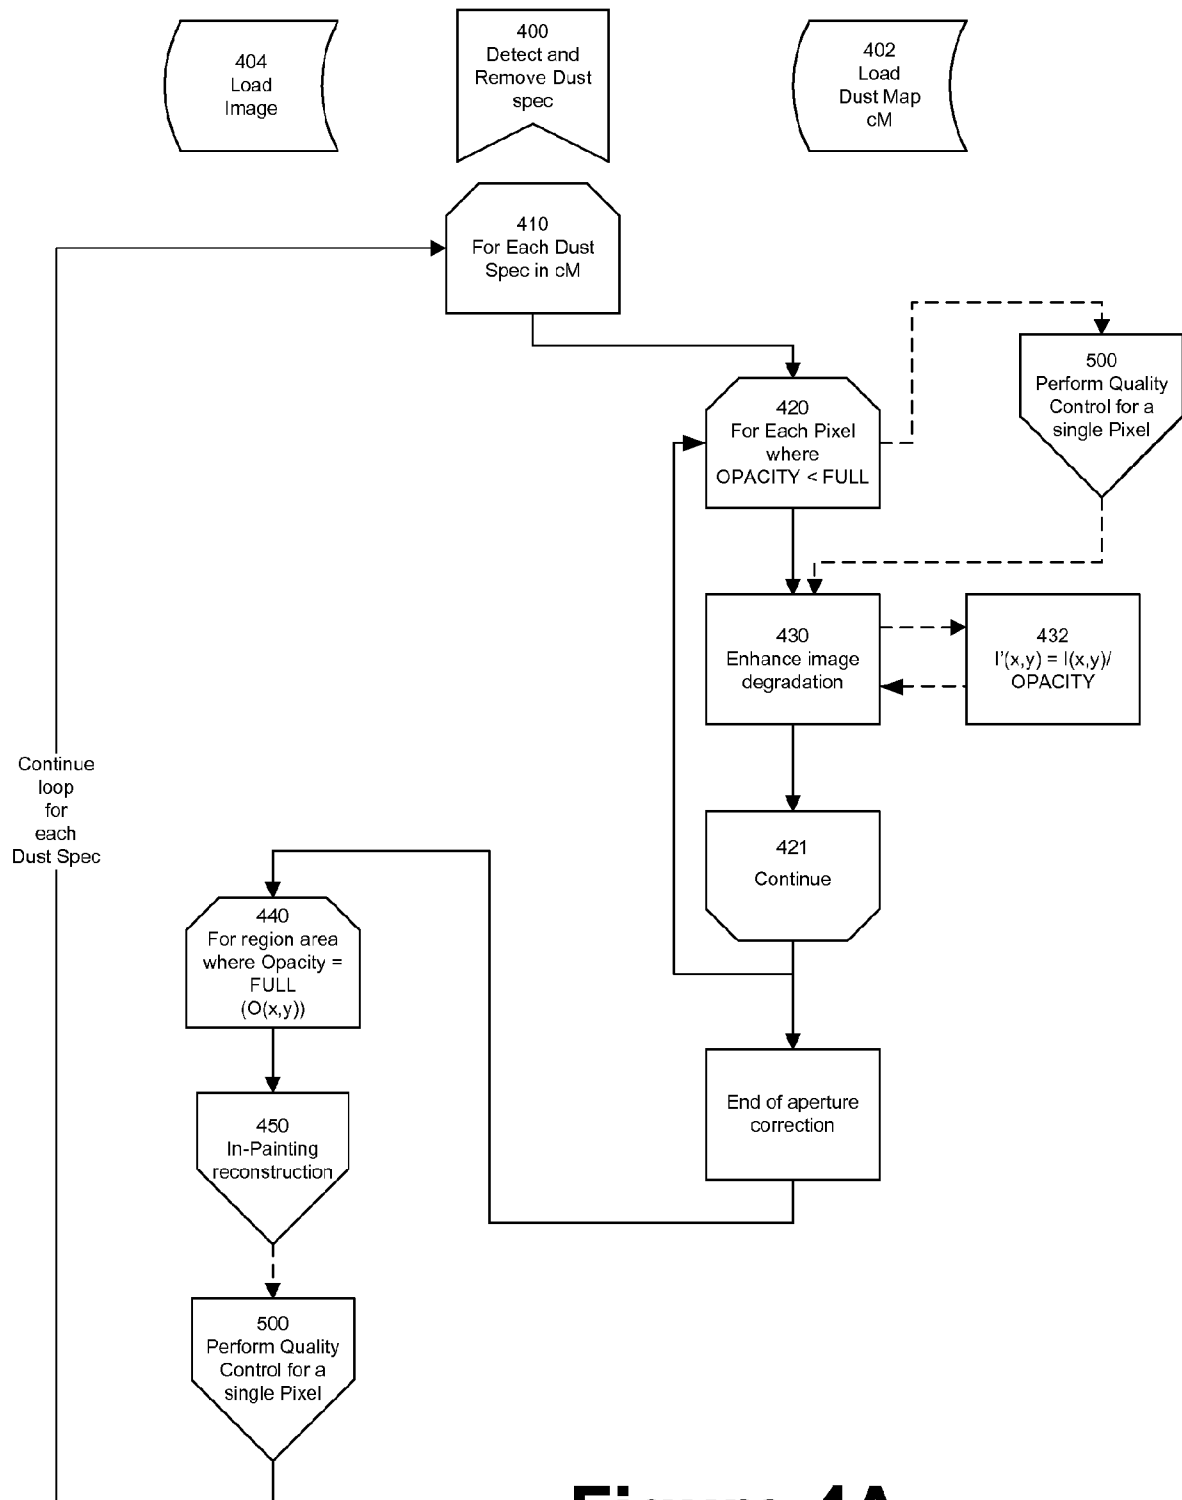 404
Load
Image
400
Detect and
Remove Dust
spec
402
Load
Dust Map
cM
410
For Each Dust
Spec in cM
500
Perform Quality
Control for a
single Pixel
420
For Each Pixel
where
OPACITY < FULL
430
Enhance image
degradation
432
I'(x,y) = I(x,y)/
OPACITY
Continue
loop
for
each
Dust Spec
421
Continue
440
For region area
where Opacity =
FULL
(O(x,y))
End of aperture
correction
450
In-Painting
reconstruction
500
Perform Quality
Control for a
single Pixel